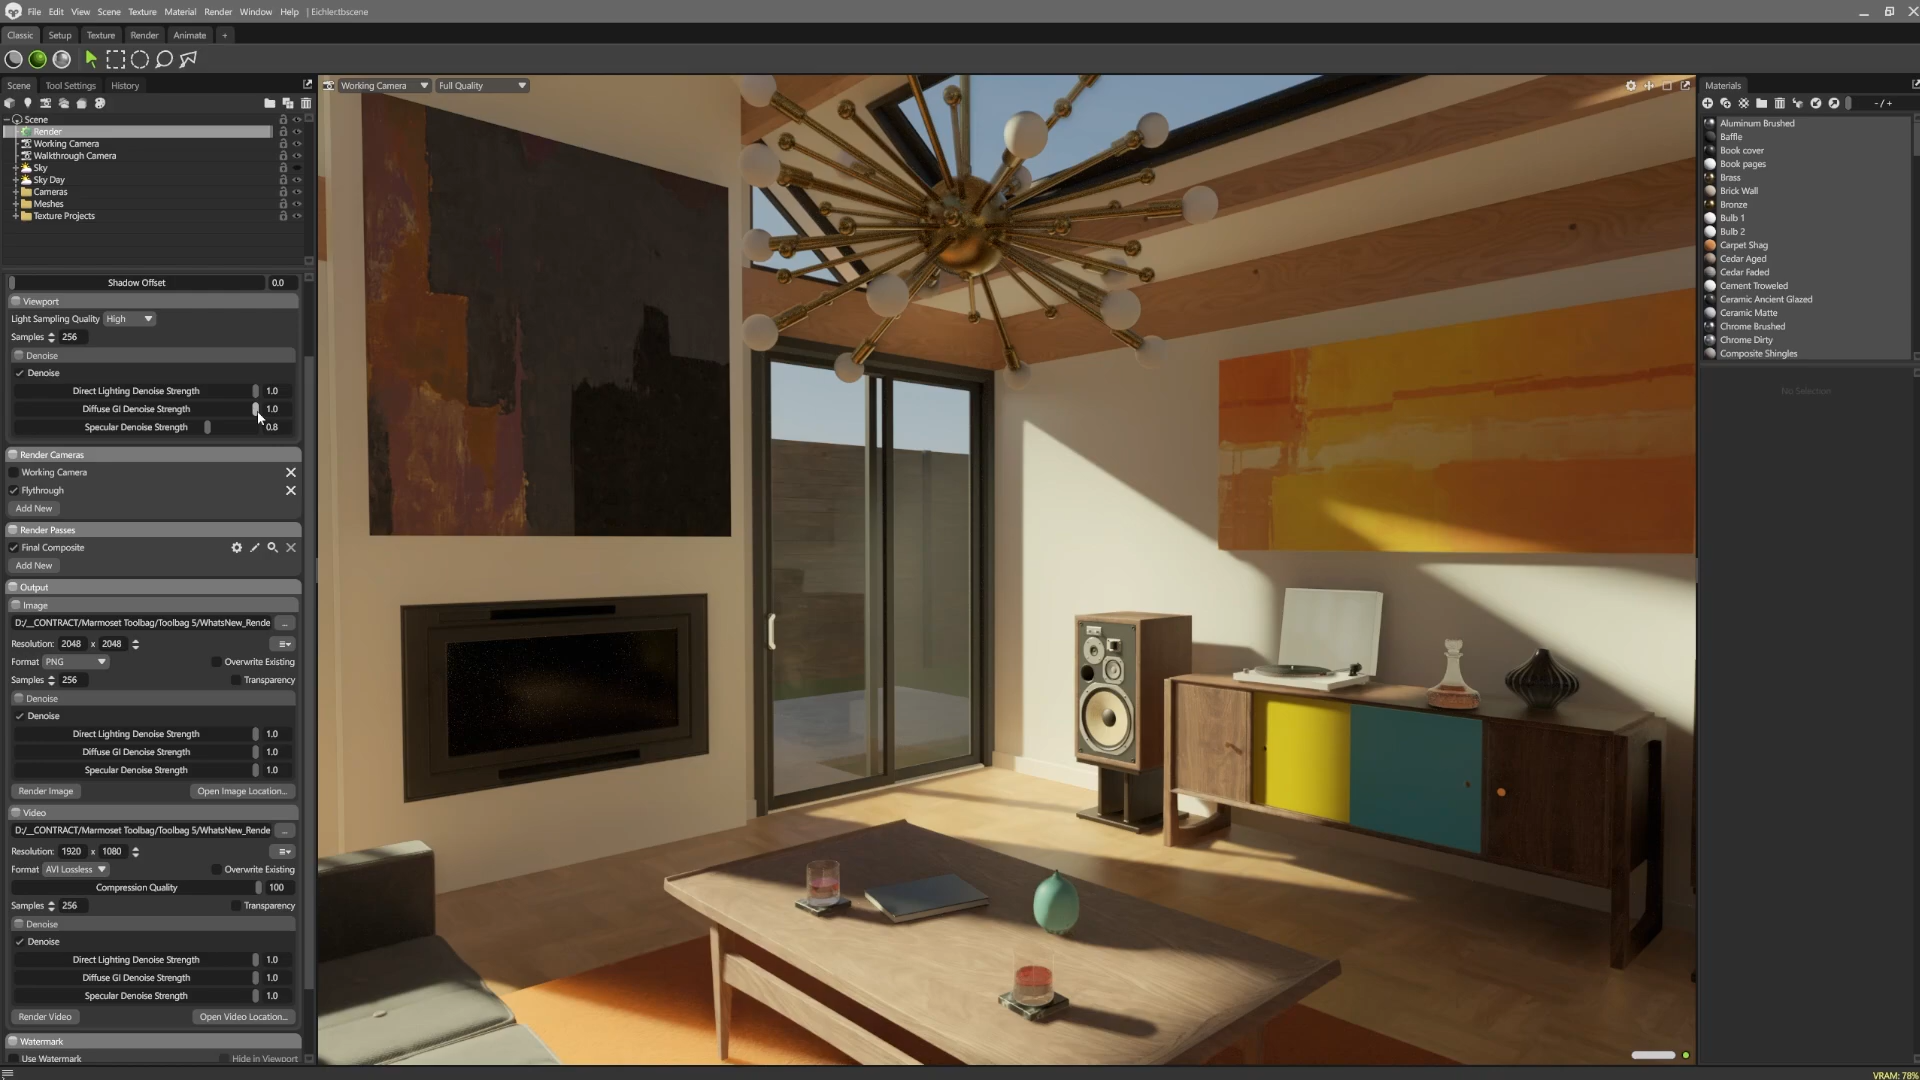 File Edit View Scene Texture Material Render Window Help | Eichler.tbscene
Classic Setup Texture Render Animate +
Scene Tool Settings History
Scene
Render
Working Camera
Walkthrough Camera
Sky
Sky Day
Cameras
Meshes
Texture Projects
Shadow Offset 0.0
Viewport
Light Sampling Quality High
Samples 256
Denoise
Denoise
Direct Lighting Denoise Strength 1.0
Diffuse GI Denoise Strength 1.0
Specular Denoise Strength 0.8
Render Cameras
Working Camera
Flythrough
Add New
Render Passes
Final Composite
Add New
Output
Image
D:/__CONTRACT/Marmoset Toolbag/Toolbag 5/WhatsNew_Rende ...
Resolution: 2048 x 2048
Format PNG Overwrite Existing
Samples 256 Transparency
Denoise
Denoise
Direct Lighting Denoise Strength 1.0
Diffuse GI Denoise Strength 1.0
Specular Denoise Strength 1.0
Render Image Open Image Location...
Video
D:/__CONTRACT/Marmoset Toolbag/Toolbag 5/WhatsNew_Rende ...
Resolution: 1920 x 1080
Format AVI Lossless Overwrite Existing
Compression Quality 100
Samples 256 Transparency
Denoise
Denoise
Direct Lighting Denoise Strength 1.0
Diffuse GI Denoise Strength 1.0
Specular Denoise Strength 1.0
Render Video Open Video Location...
Watermark
Use Watermark Hide in Viewport
Working Camera Full Quality
Materials
- / +
Aluminum Brushed
Baffle
Book cover
Book pages
Brass
Brick Wall
Bronze
Bulb 1
Bulb 2
Carpet Shag
Cedar Aged
Cedar Faded
Cement Troweled
Ceramic Ancient Glazed
Ceramic Matte
Chrome Brushed
Chrome Dirty
Composite Shingles
No Selection
VRAM: 78%